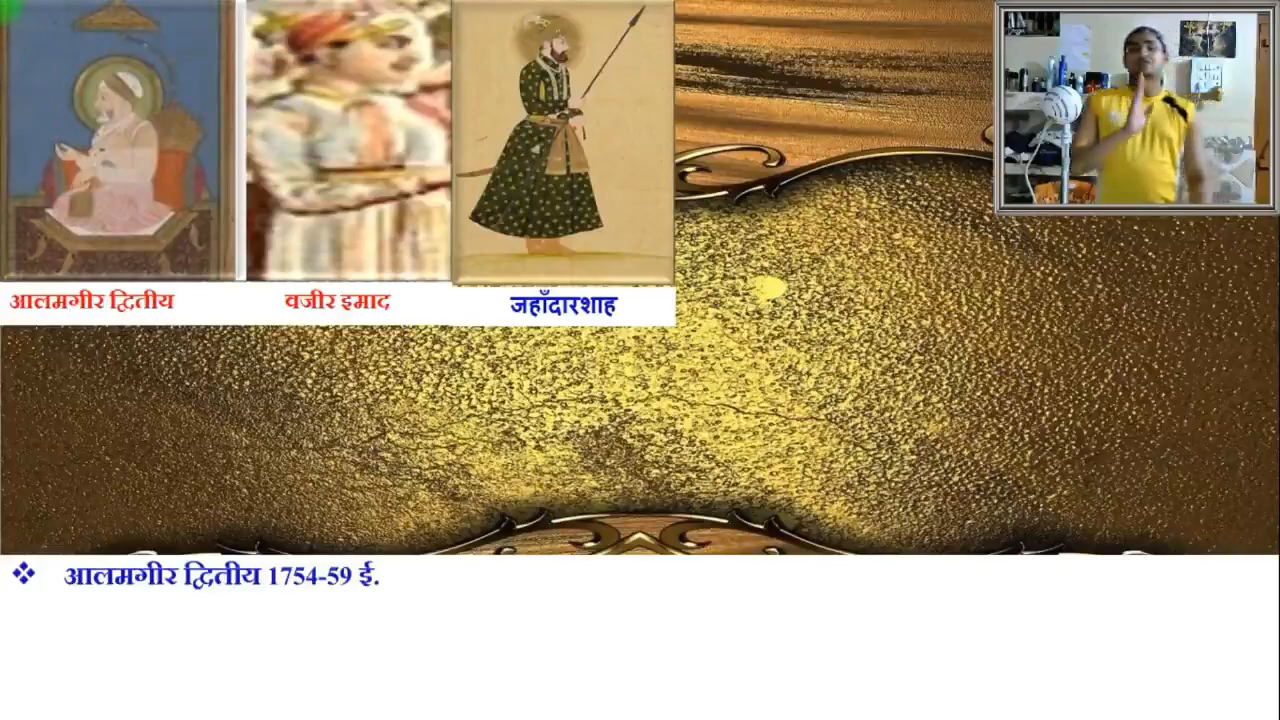 आलमगीर द्वितीय
वजीर इमाद
जहाँदारशाह
❖ आलमगीर द्वितीय 1754-59 ई.